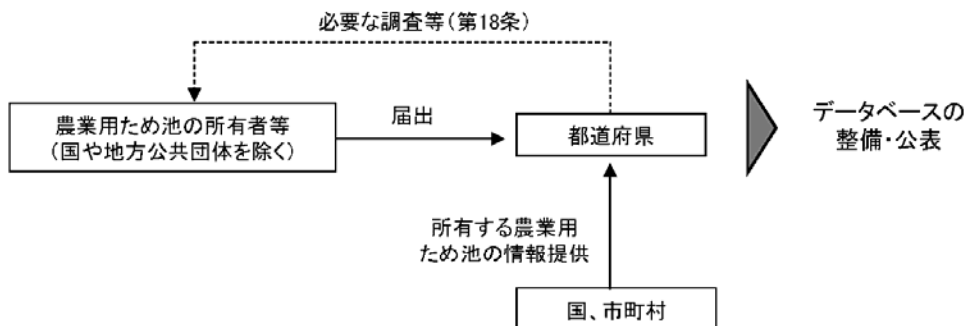 必要な調査等(第18条)
農業用ため池の所有者等
(国や地方公共団体を除く)
届出
都道府県
データベースの
整備・公表
所有する農業用
ため池の情報提供
国、市町村